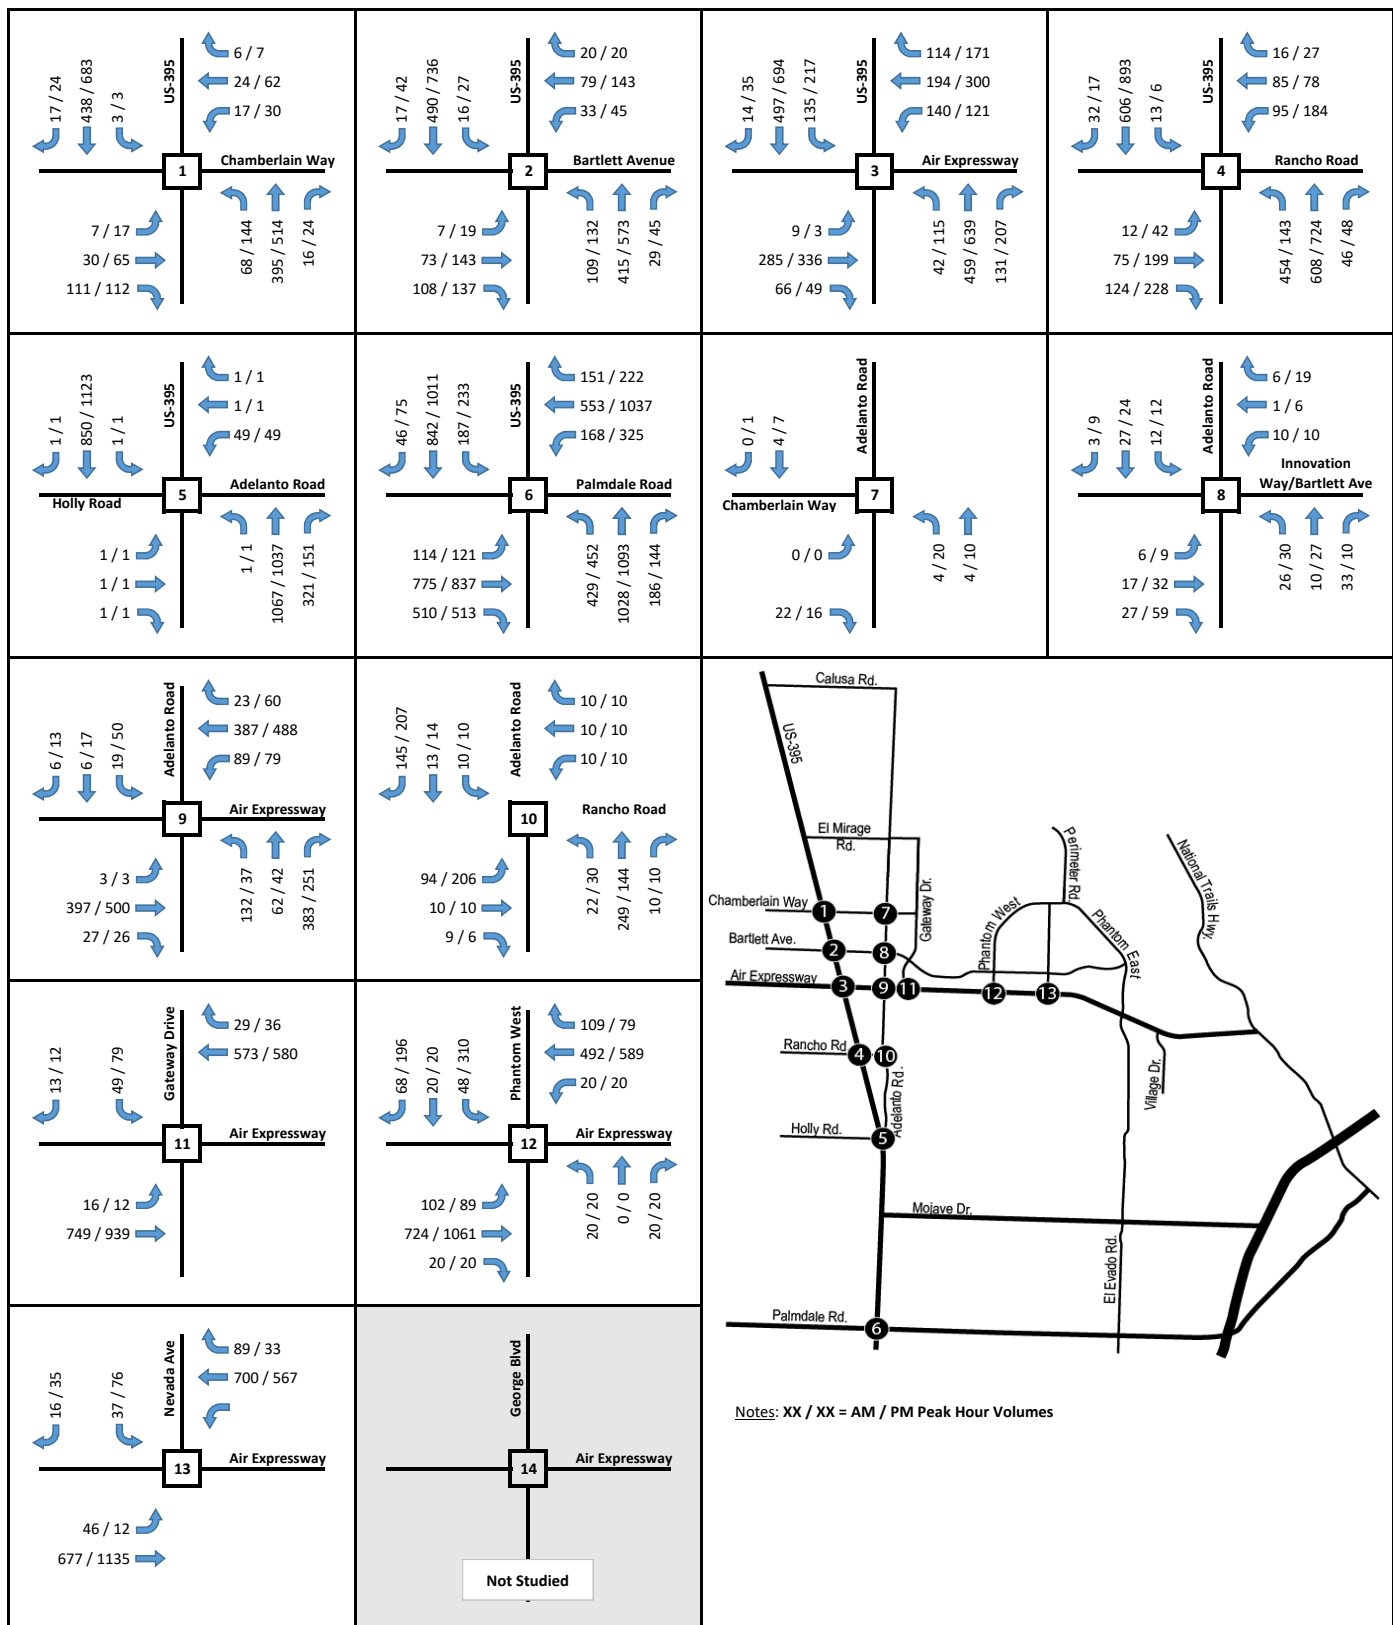 17 / 24
438 / 683
3 / 3
US-395
6 / 7
24 / 62
17 / 30
1
Chamberlain Way
7 / 17
30 / 65
111 / 112
68 / 144
395 / 514
16 / 24
17 / 42
490 / 736
16 / 27
US-395
20 / 20
79 / 143
33 / 45
2
Bartlett Avenue
7 / 19
73 / 143
108 / 137
109 / 132
415 / 573
29 / 45
14 / 35
497 / 694
135 / 217
US-395
114 / 171
194 / 300
140 / 121
3
Air Expressway
9 / 3
285 / 336
66 / 49
42 / 115
459 / 639
131 / 207
32 / 17
606 / 893
13 / 6
US-395
16 / 27
85 / 78
95 / 184
4
Rancho Road
12 / 42
75 / 199
124 / 228
454 / 143
608 / 724
46 / 48
1 / 1
850 / 1123
1 / 1
US-395
1 / 1
1 / 1
49 / 49
5
Adelanto Road
Holly Road
1 / 1
1 / 1
1 / 1
1 / 1
1067 / 1037
321 / 151
46 / 75
842 / 1011
187 / 233
US-395
151 / 222
553 / 1037
168 / 325
6
Palmdale Road
114 / 121
775 / 837
510 / 513
429 / 452
1028 / 1093
186 / 144
0 / 1
4 / 7
Adelanto Road
7
Chamberlain Way
0 / 0
22 / 16
4 / 20
4 / 10
3 / 9
27 / 24
12 / 12
Adelanto Road
6 / 19
1 / 6
10 / 10
8
Innovation
Way/Bartlett Ave
6 / 9
17 / 32
27 / 59
26 / 30
10 / 27
33 / 10
6 / 13
6 / 17
19 / 50
Adelanto Road
23 / 60
387 / 488
89 / 79
9
Air Expressway
3 / 3
397 / 500
27 / 26
132 / 37
62 / 42
383 / 251
145 / 207
13 / 14
10 / 10
Adelanto Road
10 / 10
10 / 10
10 / 10
10
Rancho Road
94 / 206
10 / 10
9 / 6
22 / 30
249 / 144
10 / 10
13 / 12
49 / 79
Gateway Drive
29 / 36
573 / 580
11
Air Expressway
16 / 12
749 / 939
68 / 196
20 / 20
48 / 310
Phantom West
109 / 79
492 / 589
20 / 20
12
Air Expressway
102 / 89
724 / 1061
20 / 20
20 / 20
0 / 0
20 / 20
16 / 35
37 / 76
Nevada Ave
89 / 33
700 / 567
13
Air Expressway
46 / 12
677 / 1135
George Blvd
14
Air Expressway
Not Studied
Calusa Rd.
US-395
El Mirage
Rd.
Perimeter Rd
National Trails Hwy.
Chamberlain Way
1
7
Gateway Dr.
Phantom West
Phantom East
Bartlett Ave.
2
8
Air Expressway
3
9
11
12
13
Rancho Rd
4
10
Village Dr.
Adelanto Rd.
Holly Rd.
5
Mojave Dr.
El Evado Rd.
Palmdale Rd.
6
Notes: XX / XX = AM / PM Peak Hour Volumes